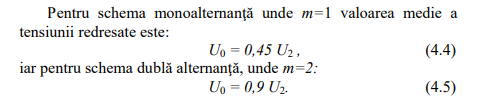 Pentru schema monoalternanţă unde m=1 valoarea medie a
tensiunii redresate este:
U₀ = 0,45 U₂ , (4.4)
iar pentru schema dublă alternanţă, unde m=2:
U₀ = 0,9 U₂. (4.5)